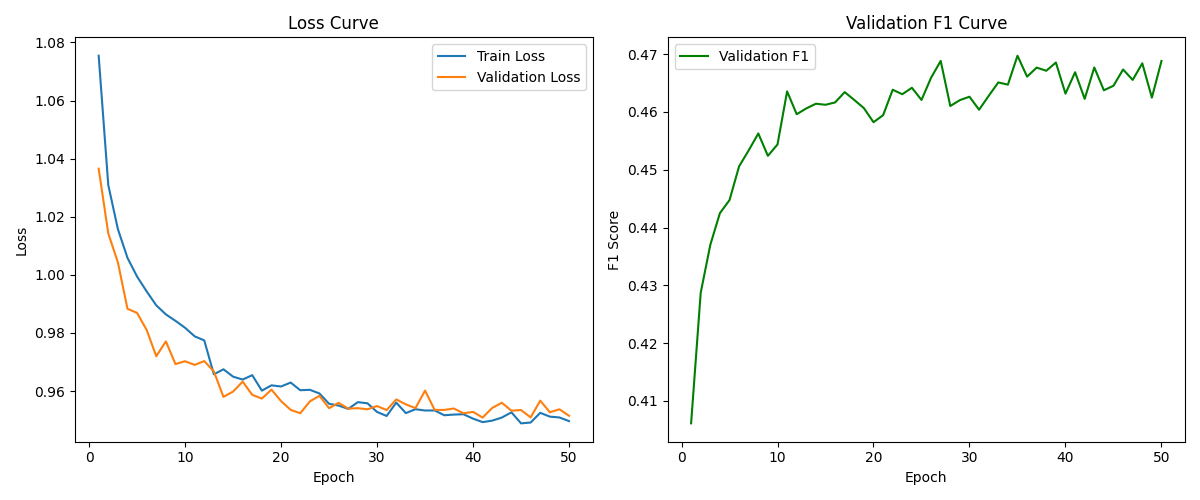 Loss Curve
1.08
1.06
1.04
1.02
1.00
0.98
0.96
Loss
Train Loss
Validation Loss
0 10 20 30 40 50
Epoch
Validation F1 Curve
0.47
0.46
0.45
0.44
0.43
0.42
0.41
F1 Score
Validation F1
0 10 20 30 40 50
Epoch